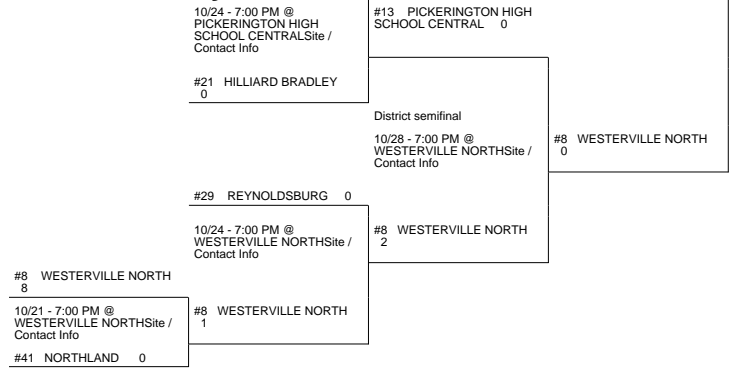 10/24 - 7:00 PM @
PICKERINGTON HIGH
SCHOOL CENTRALSite /
Contact Info
#13 PICKERINGTON HIGH
SCHOOL CENTRAL 0
#21 HILLIARD BRADLEY
0
District semifinal
10/28 - 7:00 PM @
WESTERVILLE NORTHSite /
Contact Info
#8 WESTERVILLE NORTH
0
#29 REYNOLDSBURG 0
10/24 - 7:00 PM @
WESTERVILLE NORTHSite /
Contact Info
#8 WESTERVILLE NORTH
2
#8 WESTERVILLE NORTH
8
10/21 - 7:00 PM @
WESTERVILLE NORTHSite /
Contact Info
#8 WESTERVILLE NORTH
1
#41 NORTHLAND 0